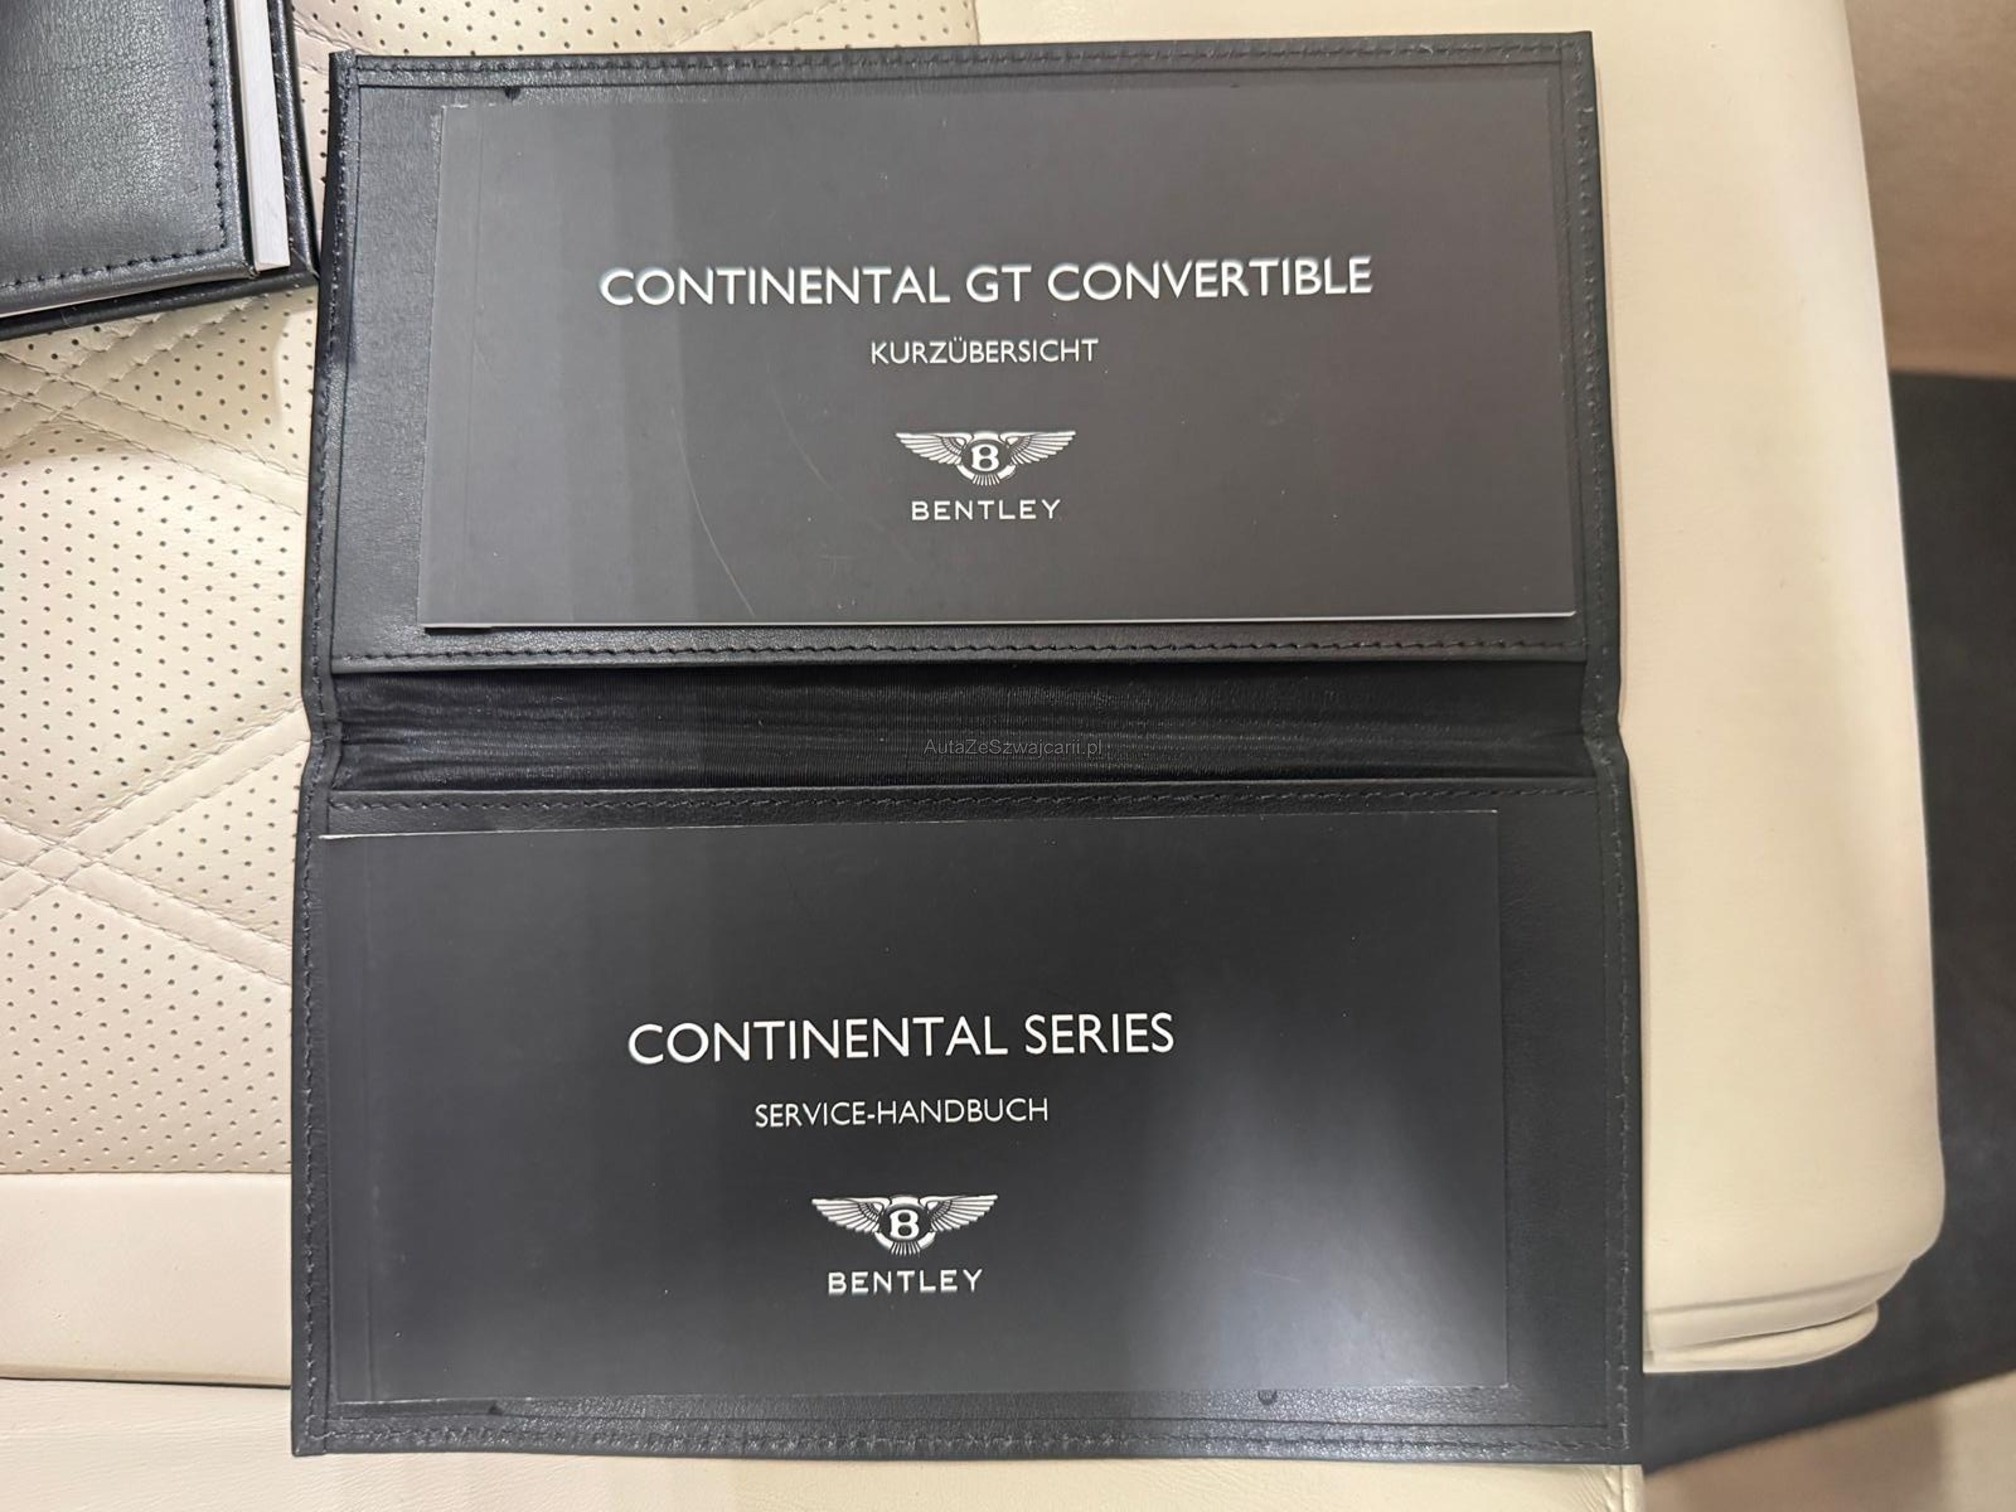 CONTINENTAL GT CONVERTIBLE
KURZÜBERSICHT
B
BENTLEY
AutaZeSzwajcarii.pl
CONTINENTAL SERIES
SERVICE-HANDBUCH
B
BENTLEY